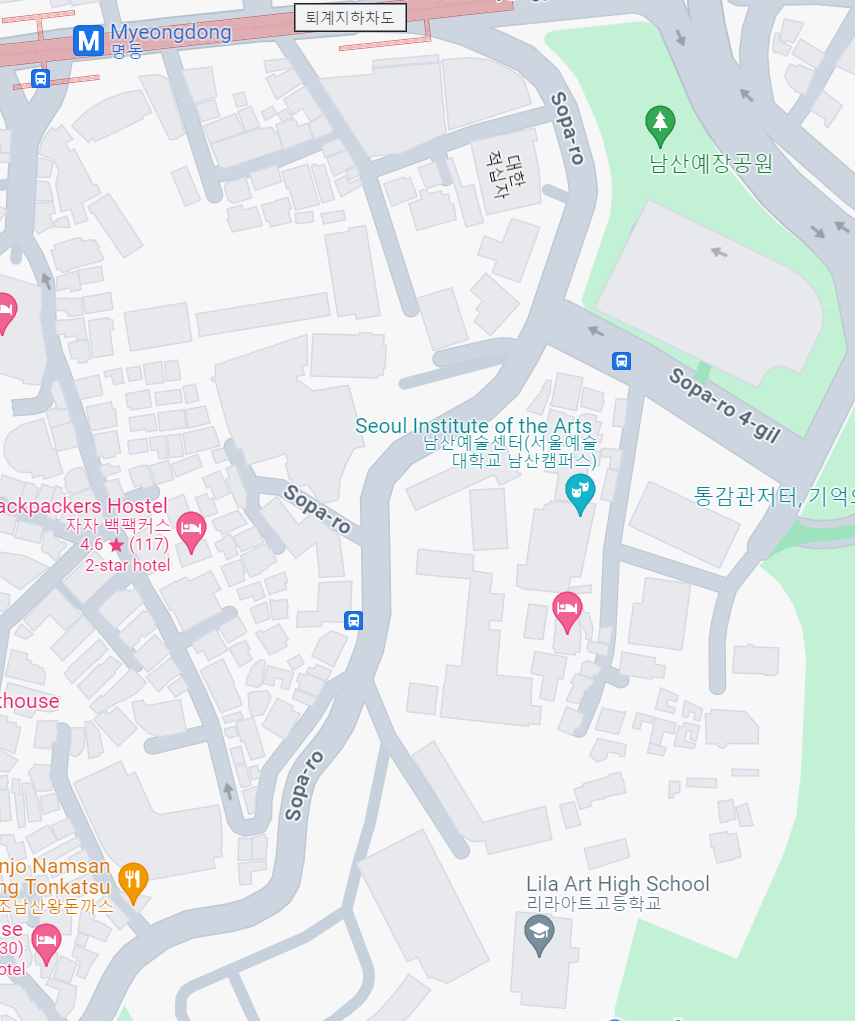 퇴계지하차도
Myeongdong
명동
Sopa-ro
남산예장공원
대한
적십자
Sopa-ro 4-gil
Seoul Institute of the Arts
남산예술센터(서울예술
대학교 남산캠퍼스)
통감관저터, 기억의
ackpackers Hostel
자자 백팩커스
4.6 ★ (117)
2-star hotel
Sopa-ro
thouse
Sopa-ro
njo Namsan
ng Tonkatsu
조남산왕돈까스
Lila Art High School
리라아트고등학교
se
30)
otel